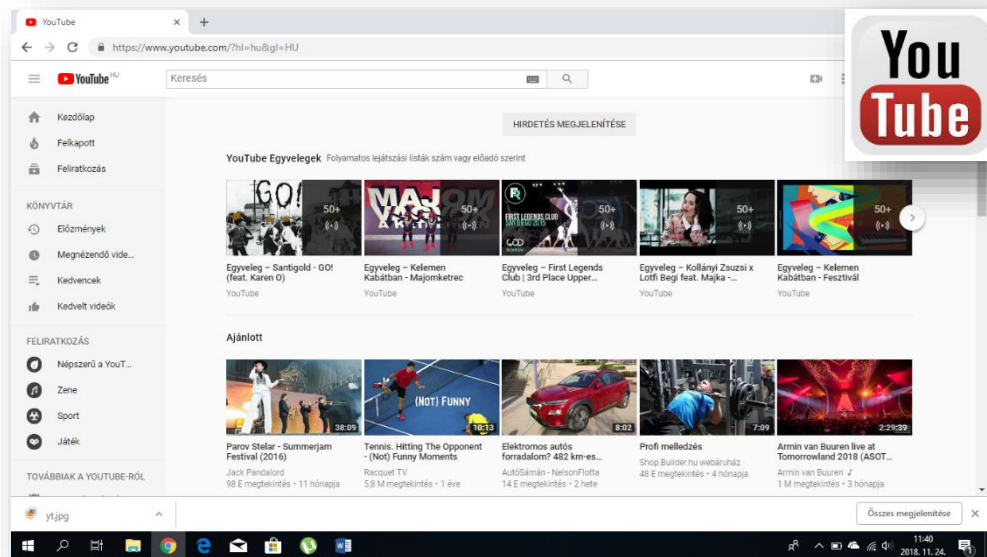 YouTube
https://www.youtube.com/?hl=hu&gl=HU
YouTube HU
Keresés
You
Tube
HIRDETÉS MEGJELENÍTÉSE
Kezdőlap
Felkapott
Feliratkozás
KÖNYVTÁR
Előzmények
Megnézendő vide...
Kedvencek
Kedvelt videók
FELIRATKOZÁS
Népszerű a YouT...
Zene
Sport
Játék
TOVÁBBIAK A YOUTUBE-RÓL
YouTube Egyvelegek Folyamatos lejátszási listák szám vagy előadó szerint
GO!
50+
MAJOM
50+
FIRST LEGENDS CLUB
SAN DIEGO 2015
50+
50+
50+
Egyveleg – Santigold - GO!
(feat. Karen O)
YouTube
Egyveleg – Kelemen
Kabátban - Majomketrec
YouTube
Egyveleg – First Legends
Club | 3rd Place Upper...
YouTube
Egyveleg – Kollányi Zsuzsi x
Lotfi Begi feat. Majka -...
YouTube
Egyveleg – Kelemen
Kabátban - Fesztivál
YouTube
Ajánlott
38:09
(NOT) FUNNY
10:13
8:02
7:09
2:29:39
Parov Stelar - Summerjam
Festival (2016)
Jack Pandalord
98 E megtekintés • 11 hónapja
Tennis. Hitting The Opponent
- (Not) Funny Moments
Racquet TV
5,8 M megtekintés • 1 éve
Elektromos autós
forradalom? 482 km-es...
AutóSámán - NelsonFlotta
14 E megtekintés • 2 hete
Profi melledzés
Shop.Builder.hu webáruház
48 E megtekintés • 4 hónapja
Armin van Buuren live at
Tomorrowland 2018 (ASOT...
Armin van Buuren
1 M megtekintés • 3 hónapja
yt.jpg
Összes megjelenítése
11:40
2018. 11. 24.